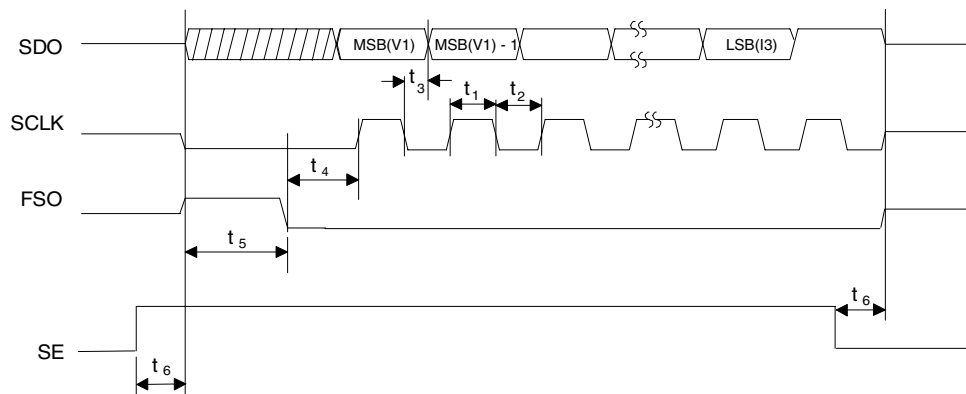 SDO
MSB(V1)
MSB(V1) - 1
LSB(I3)
t3
t1
t2
SCLK
t4
FSO
t5
t6
SE
t6